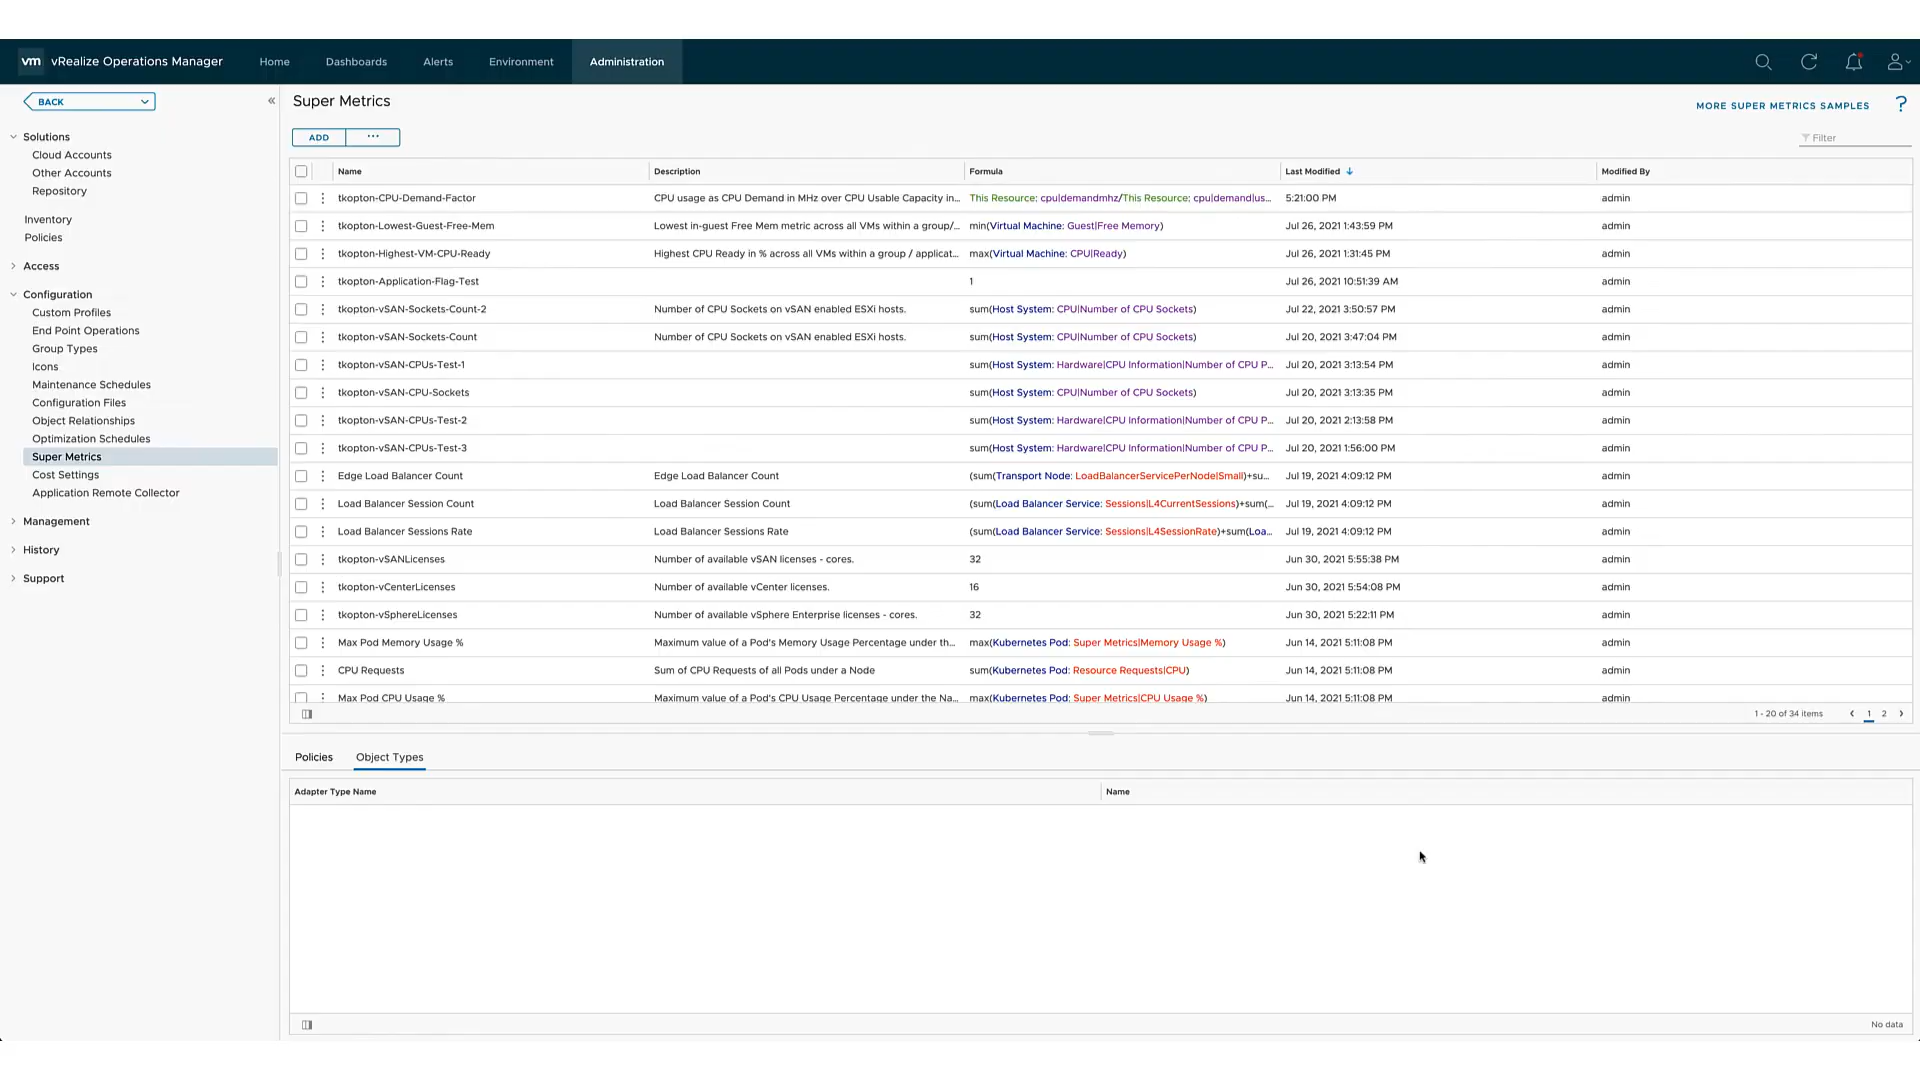 vm vRealize Operations Manager Home Dashboards Alerts Environment Administration
BACK
Solutions
Cloud Accounts
Other Accounts
Repository
Inventory
Policies
Access
Configuration
Custom Profiles
End Point Operations
Group Types
Icons
Maintenance Schedules
Configuration Files
Object Relationships
Optimization Schedules
Super Metrics
Cost Settings
Application Remote Collector
Management
History
Support
Super Metrics
MORE SUPER METRICS SAMPLES ?
ADD ...
Filter
Name Description Formula Last Modified Modified By
tkopton-CPU-Demand-Factor CPU usage as CPU Demand in MHz over CPU Usable Capacity in... This Resource: cpu|demandmhz/This Resource: cpu|demand|us... 5:21:00 PM admin
tkopton-Lowest-Guest-Free-Mem Lowest in-guest Free Mem metric across all VMs within a group/... min(Virtual Machine: Guest|Free Memory) Jul 26, 2021 1:43:59 PM admin
tkopton-Highest-VM-CPU-Ready Highest CPU Ready in % across all VMs within a group / applicat... max(Virtual Machine: CPU|Ready) Jul 26, 2021 1:31:45 PM admin
tkopton-Application-Flag-Test 1 Jul 26, 2021 10:51:39 AM admin
tkopton-vSAN-Sockets-Count-2 Number of CPU Sockets on vSAN enabled ESXi hosts. sum(Host System: CPU|Number of CPU Sockets) Jul 22, 2021 3:50:57 PM admin
tkopton-vSAN-Sockets-Count Number of CPU Sockets on vSAN enabled ESXi hosts. sum(Host System: CPU|Number of CPU Sockets) Jul 20, 2021 3:47:04 PM admin
tkopton-vSAN-CPUs-Test-1 sum(Host System: Hardware|CPU Information|Number of CPU P... Jul 20, 2021 3:13:54 PM admin
tkopton-vSAN-CPU-Sockets sum(Host System: CPU|Number of CPU Sockets) Jul 20, 2021 3:13:35 PM admin
tkopton-vSAN-CPUs-Test-2 sum(Host System: Hardware|CPU Information|Number of CPU P... Jul 20, 2021 2:13:58 PM admin
tkopton-vSAN-CPUs-Test-3 sum(Host System: Hardware|CPU Information|Number of CPU P... Jul 20, 2021 1:56:00 PM admin
Edge Load Balancer Count Edge Load Balancer Count (sum(Transport Node: LoadBalancerServicePerNode|Small)+su... Jul 19, 2021 4:09:12 PM admin
Load Balancer Session Count Load Balancer Session Count (sum(Load Balancer Service: Sessions|L4CurrentSessions)+sum(... Jul 19, 2021 4:09:12 PM admin
Load Balancer Sessions Rate Load Balancer Sessions Rate (sum(Load Balancer Service: Sessions|L4SessionRate)+sum(Loa... Jul 19, 2021 4:09:12 PM admin
tkopton-vSANLicenses Number of available vSAN licenses - cores. 32 Jun 30, 2021 5:55:38 PM admin
tkopton-vCenterLicenses Number of available vCenter licenses. 16 Jun 30, 2021 5:54:08 PM admin
tkopton-vSphereLicenses Number of available vSphere Enterprise licenses - cores. 32 Jun 30, 2021 5:22:11 PM admin
Max Pod Memory Usage % Maximum value of a Pod's Memory Usage Percentage under th... max(Kubernetes Pod: Super Metrics|Memory Usage %) Jun 14, 2021 5:11:08 PM admin
CPU Requests Sum of CPU Requests of all Pods under a Node sum(Kubernetes Pod: Resource Requests|CPU) Jun 14, 2021 5:11:08 PM admin
Max Pod CPU Usage % Maximum value of a Pod's CPU Usage Percentage under the Na... max(Kubernetes Pod: Super Metrics|CPU Usage %) Jun 14, 2021 5:11:08 PM admin
1 - 20 of 34 items 1 2
Policies Object Types
Adapter Type Name Name
No data